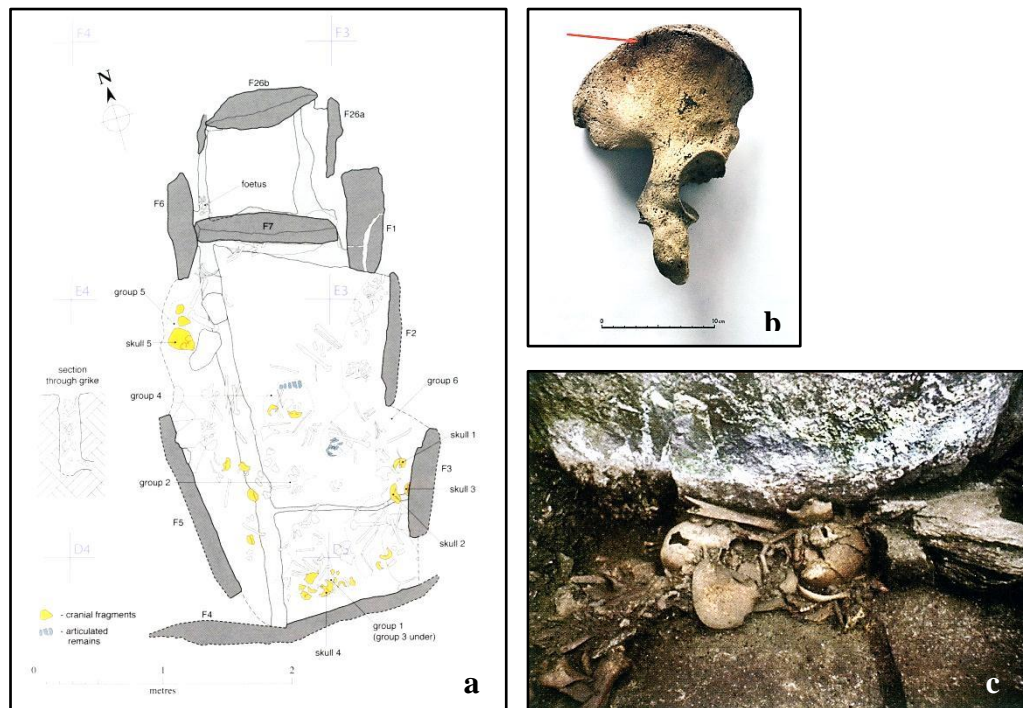 F4
F3
N
F26b
F26a
foetus
F6
F7
F1
E4
E3
group 5
F2
skull 5
section
through grike
group 6
group 4
skull 1
F3
skull 3
group 2
F5
skull 2
D4
- cranial fragments
- articulated
remains
F4
group 1
(group 3 under)
skull 4
0
1
2
metres
a
0
10cm
b
c